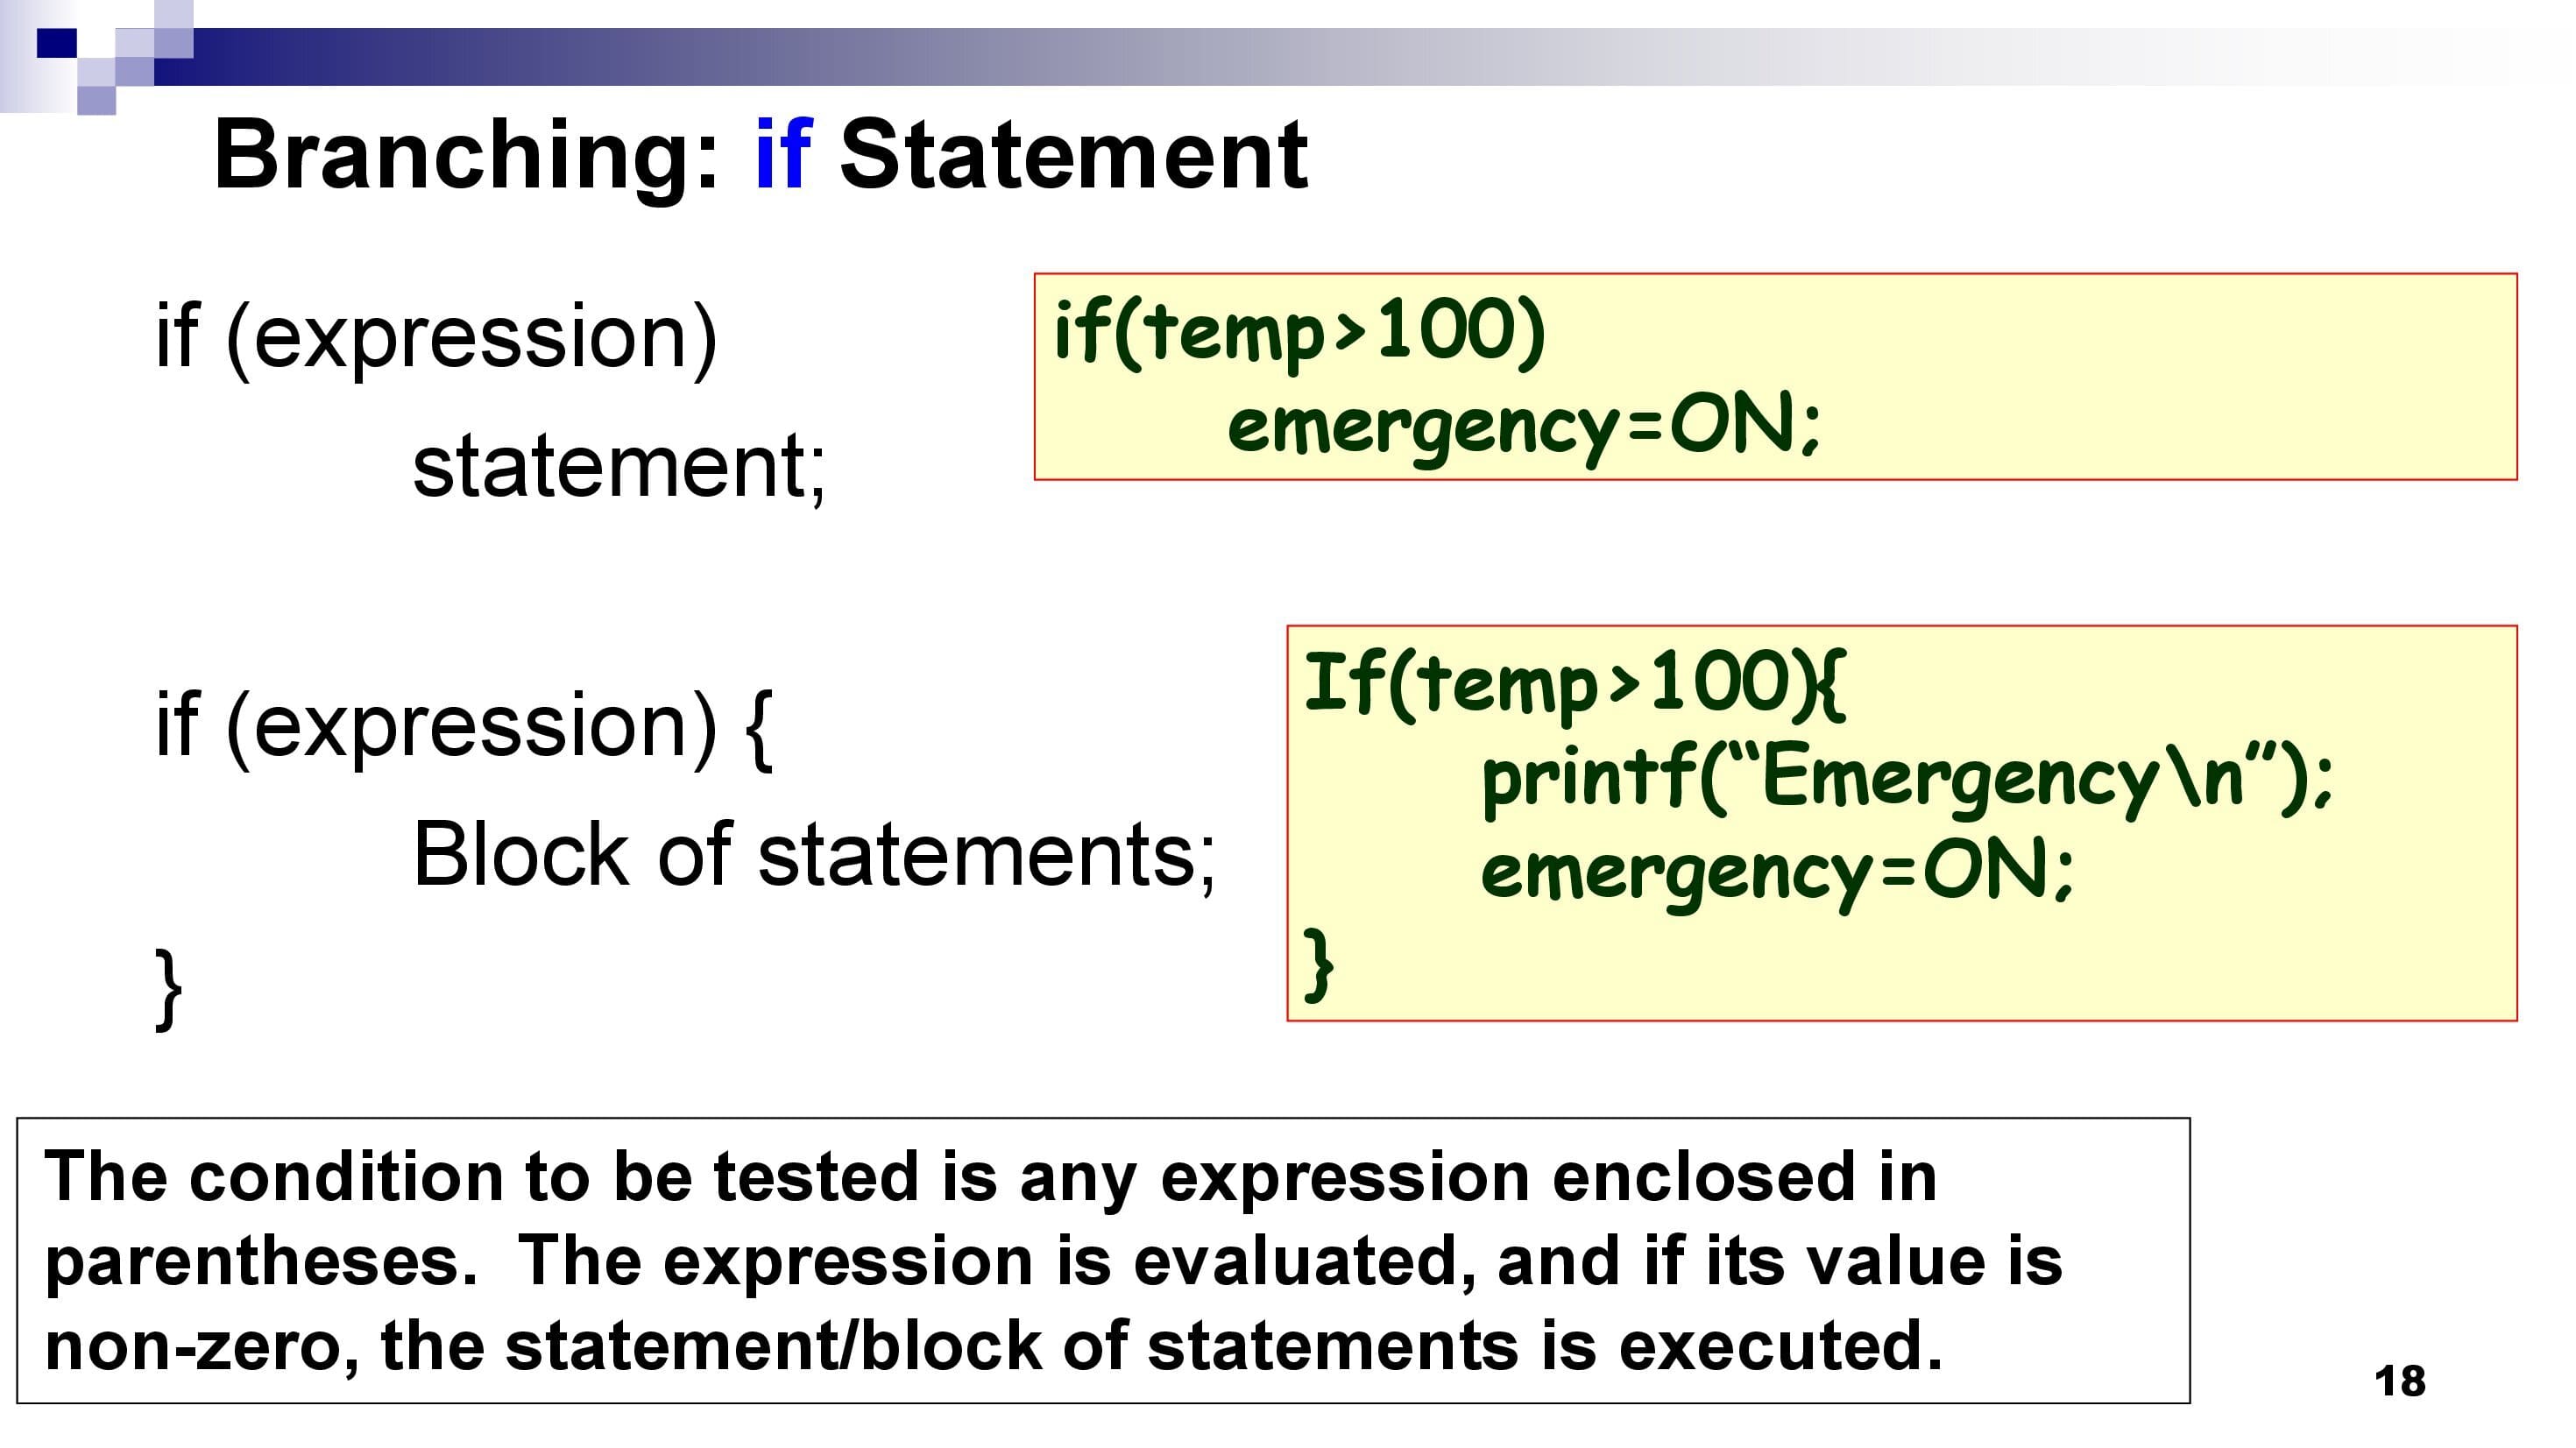 Branching: if Statement
if (expression)
statement;
if(temp>100)
emergency=ON;
if (expression) {
Block of statements;
}
If(temp>100){
printf(“Emergency\n”);
emergency=ON;
}
The condition to be tested is any expression enclosed in
parentheses.  The expression is evaluated, and if its value is
non-zero, the statement/block of statements is executed.
18